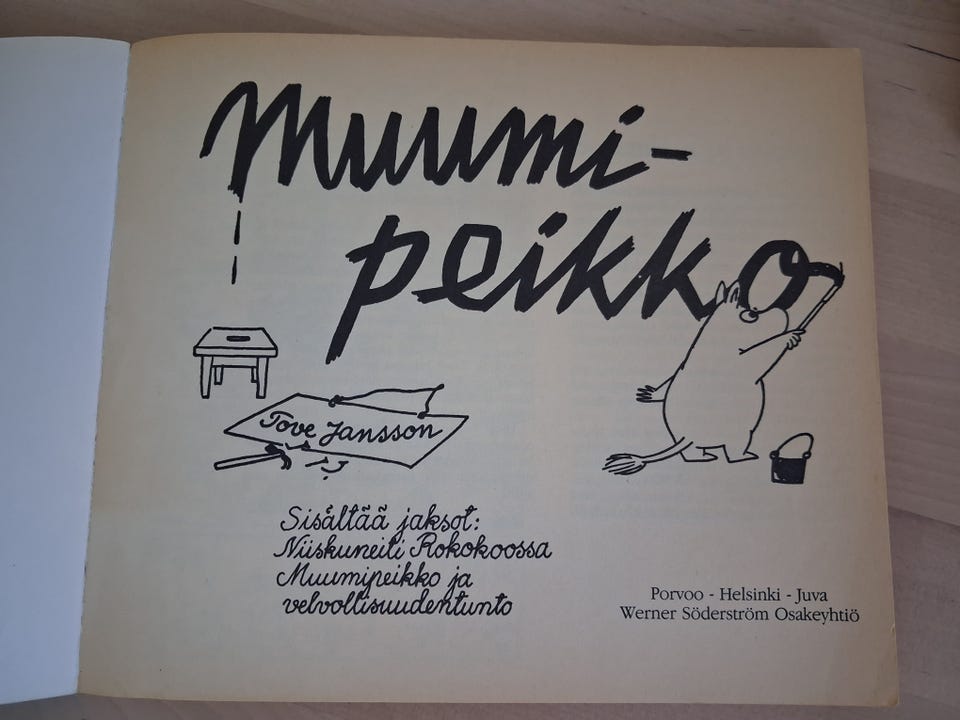 Muumi-
peikko
Tove Jansson
Sisältää jaksot:
Niiskuneiti Rokokoossa
Muumipeikko ja
velvollisuudentunto
Porvoo - Helsinki - Juva
Werner Söderström Osakeyhtiö